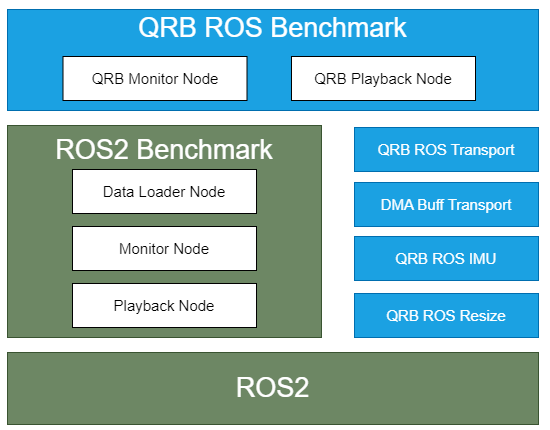 QRB ROS Benchmark
QRB Monitor Node
QRB Playback Node
ROS2 Benchmark
Data Loader Node
Monitor Node
Playback Node
QRB ROS Transport
DMA Buff Transport
QRB ROS IMU
QRB ROS Resize
ROS2